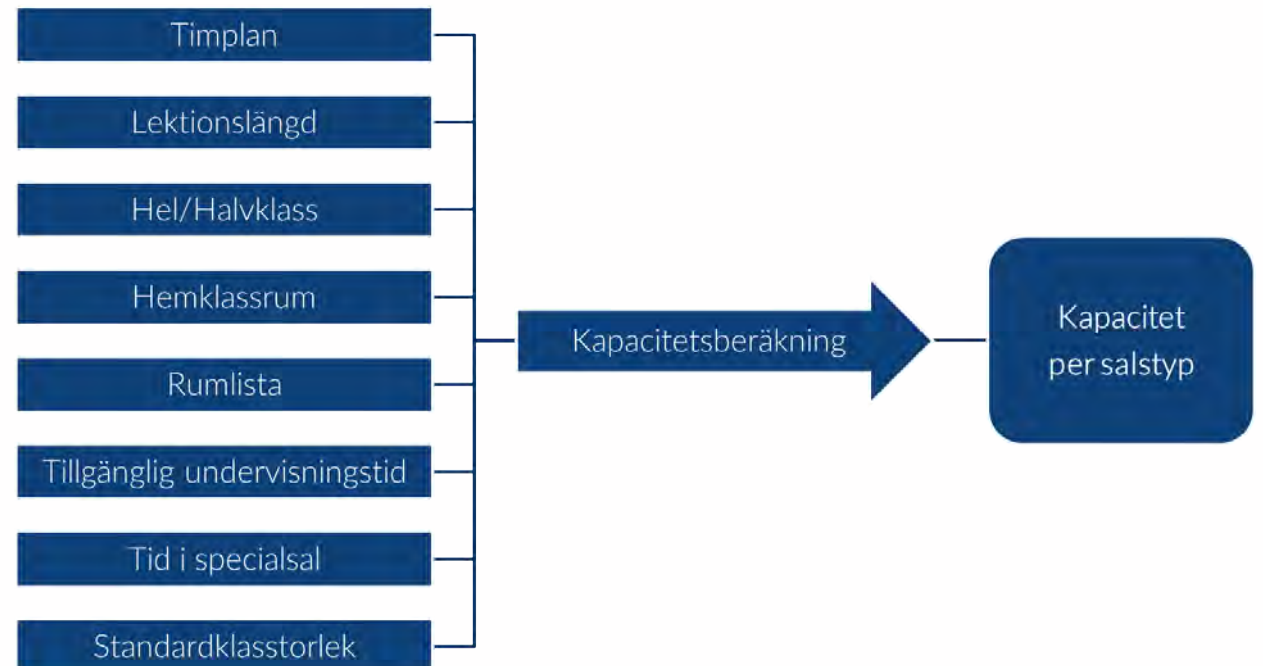 Timplan
Lektionslängd
Hel/Halvklass
Hemklassrum
Rumlista
Tillgänglig undervisningstid
Tid i specialsal
Standardklasstorlek
Kapacitetsberäkning
Kapacitet
per salstyp